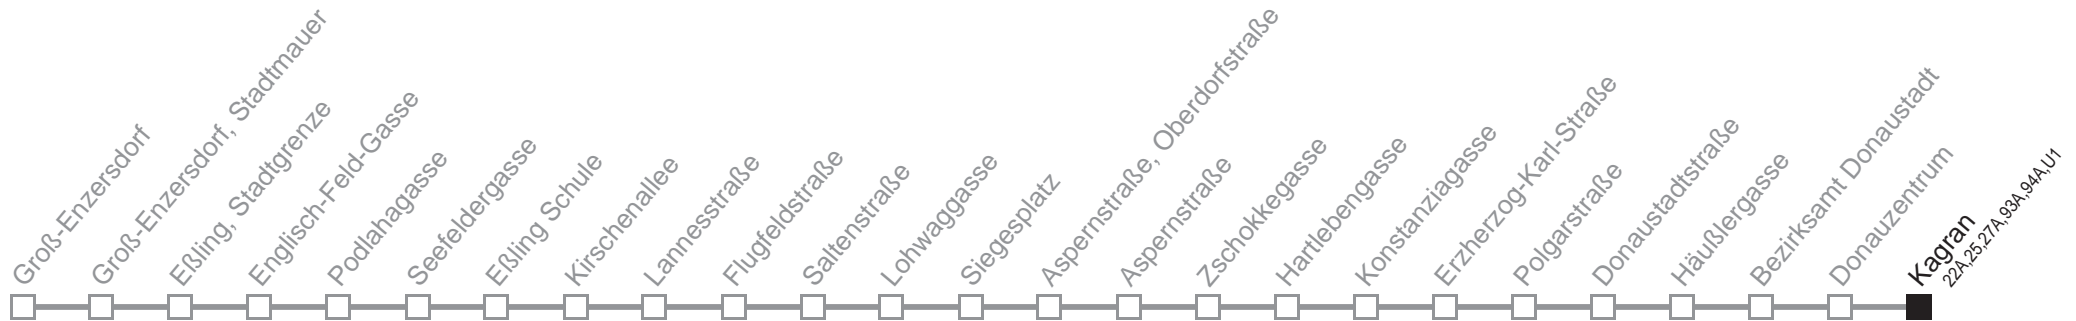 Groß-Enzersdorf
Groß-Enzersdorf, Stadtmauer
Eßling, Stadtgrenze
Englisch-Feld-Gasse
Podlahagasse
Seefeldergasse
Eßling Schule
Kirschenallee
Lannesstraße
Flugfeldstraße
Saltenstraße
Lohwaggasse
Siegesplatz
Aspernstraße, Oberdorfstraße
Aspernstraße
Zschokkegasse
Hartlebengasse
Konstanziagasse
Erzherzog-Karl-Straße
Polgarstraße
Donaustadtstraße
Häußlergasse
Bezirksamt Donaustadt
Donauzentrum
Kagran
22A,25,27A,93A,94A,U1